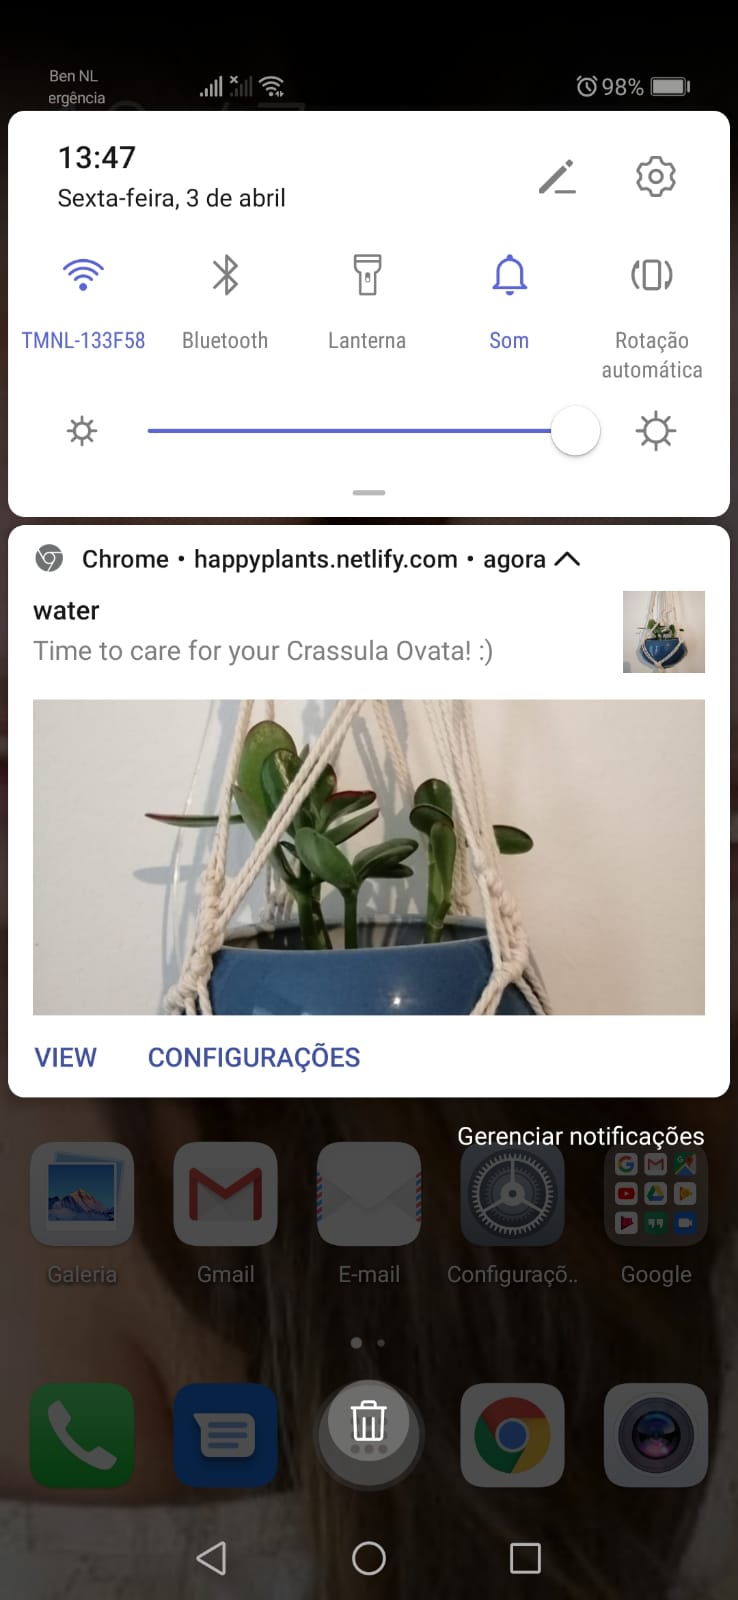 Ben NL
ergência
98%
13:47
Sexta-feira, 3 de abril
TMNL-133F58
Bluetooth
Lanterna
Som
Rotação
automática
Chrome • happyplants.netlify.com • agora
water
Time to care for your Crassula Ovata! :)
VIEW
CONFIGURAÇÕES
Gerenciar notificações
Galeria
Gmail
E-mail
Configuraçõ..
Google